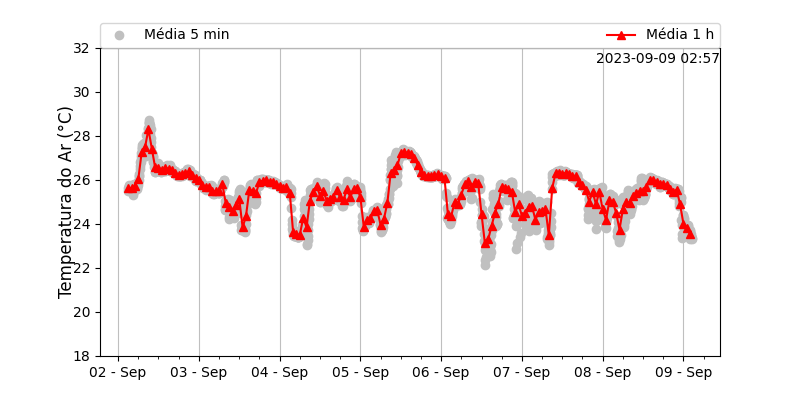 Média 5 min
Média 1 h
2023-09-09 02:57
Temperatura do Ar (°C)
32
30
28
26
24
22
20
18
02 - Sep
03 - Sep
04 - Sep
05 - Sep
06 - Sep
07 - Sep
08 - Sep
09 - Sep